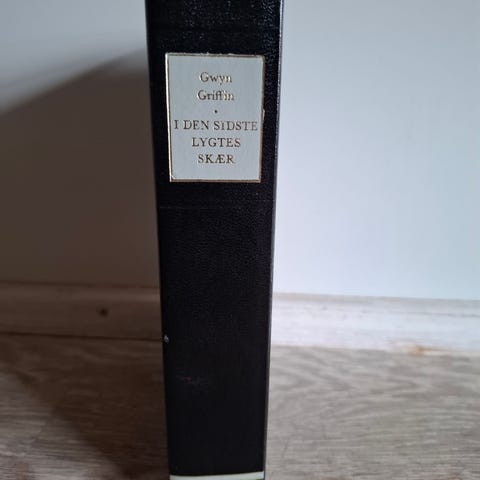 Gwyn
Griffin
·
I DEN SIDSTE
LYGTES
SKÆR